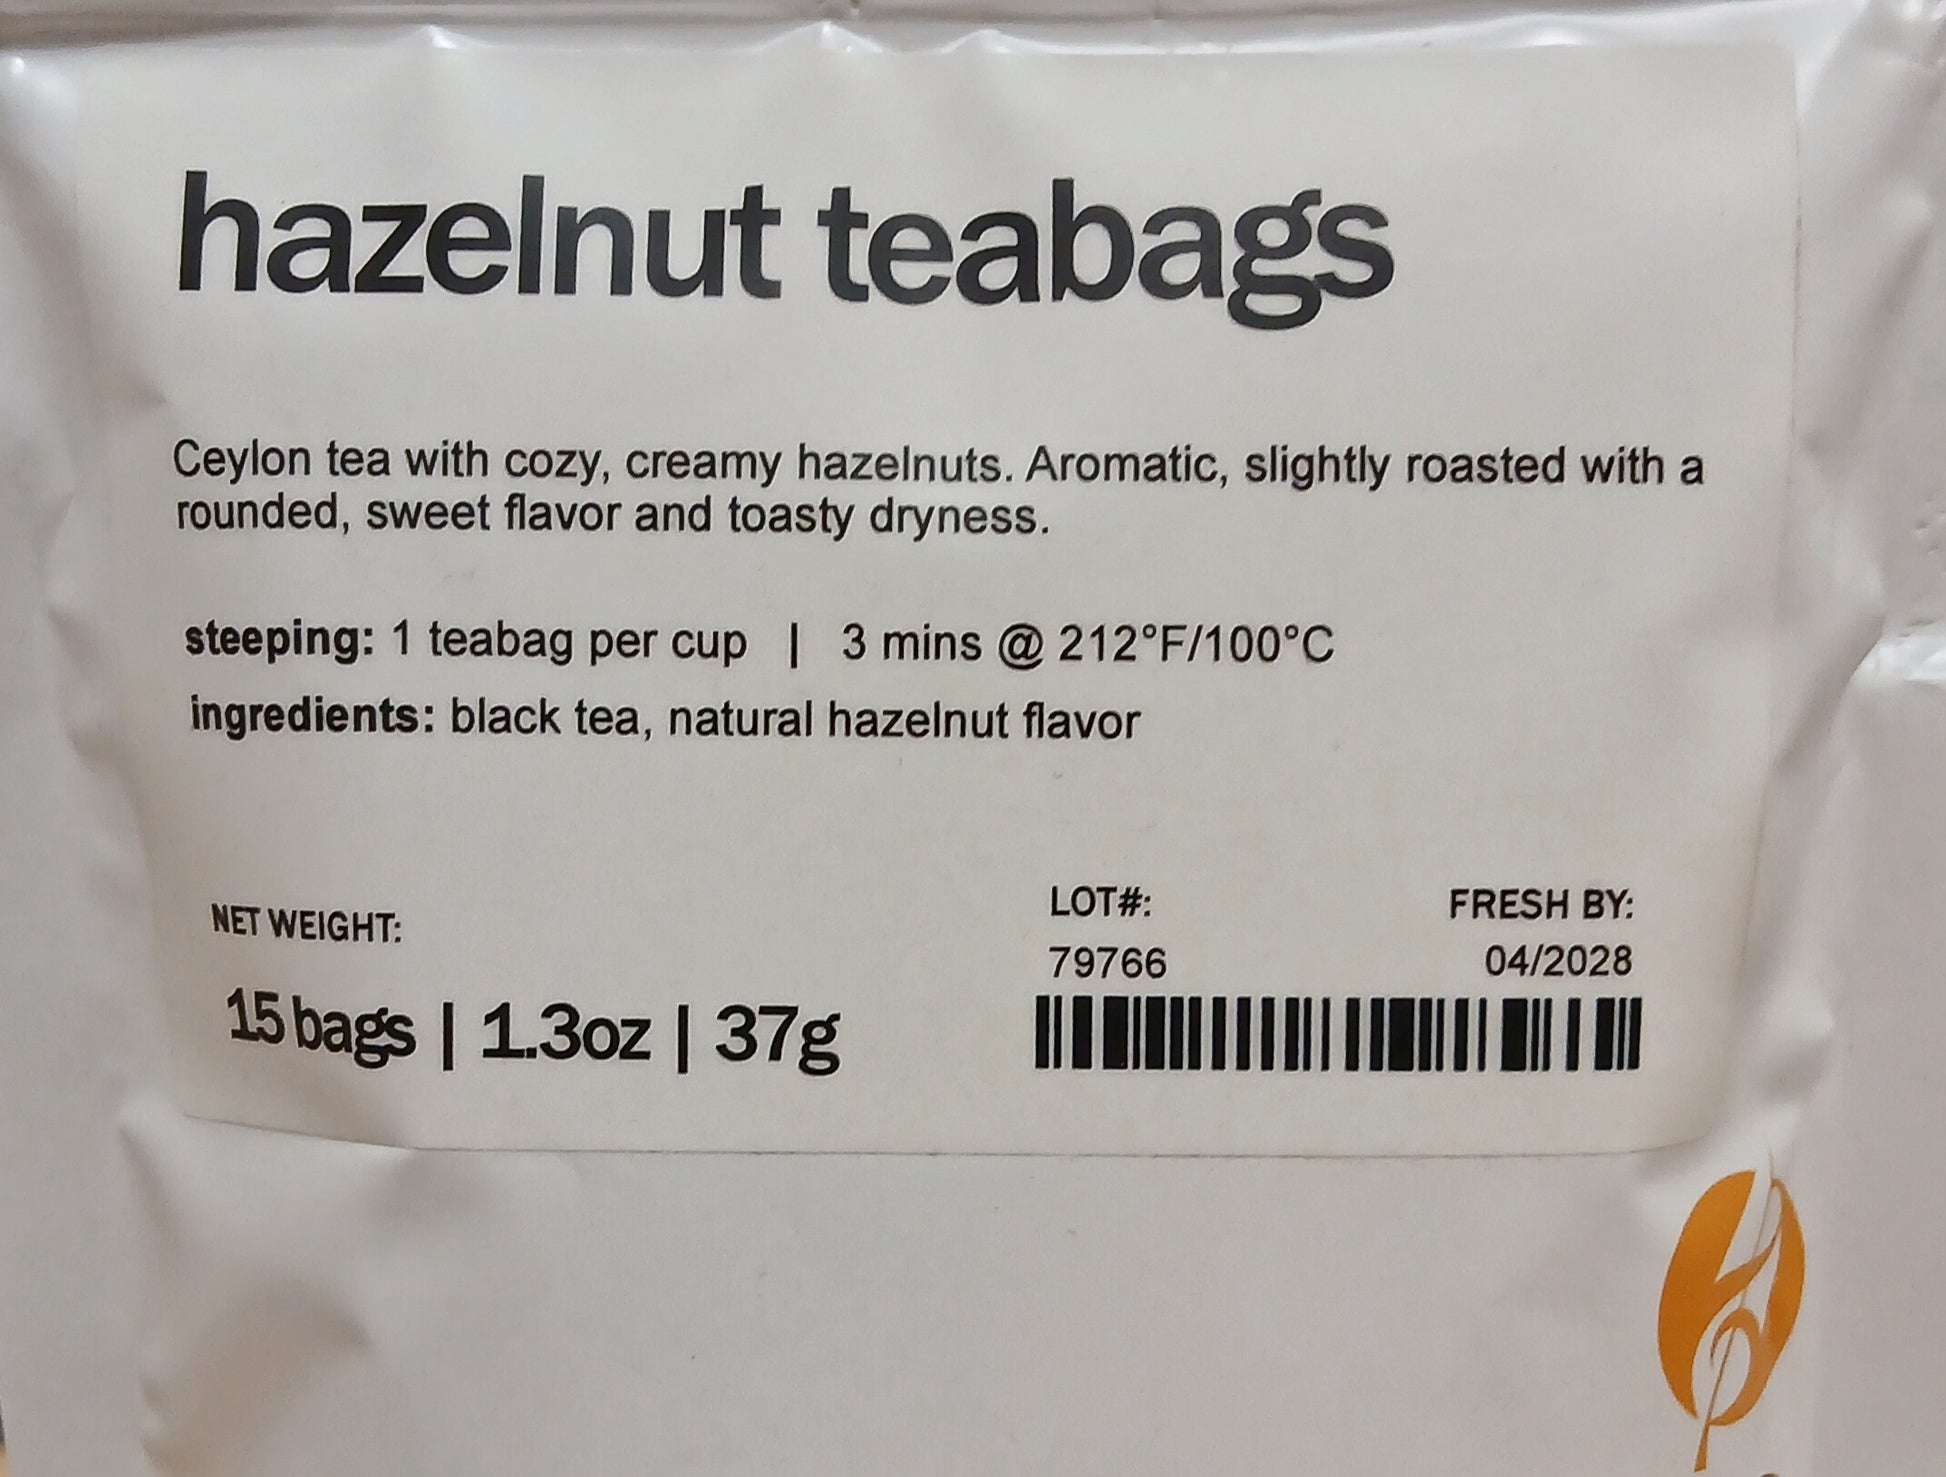 hazelnut teabags
Ceylon tea with cozy, creamy hazelnuts. Aromatic, slightly roasted with a
rounded, sweet flavor and toasty dryness.
steeping: 1 teabag per cup | 3 mins @ 212°F/100°C
ingredients: black tea, natural hazelnut flavor
NET WEIGHT:
15 bags | 1.3oz | 37g
LOT#:
79766
FRESH BY:
04/2028